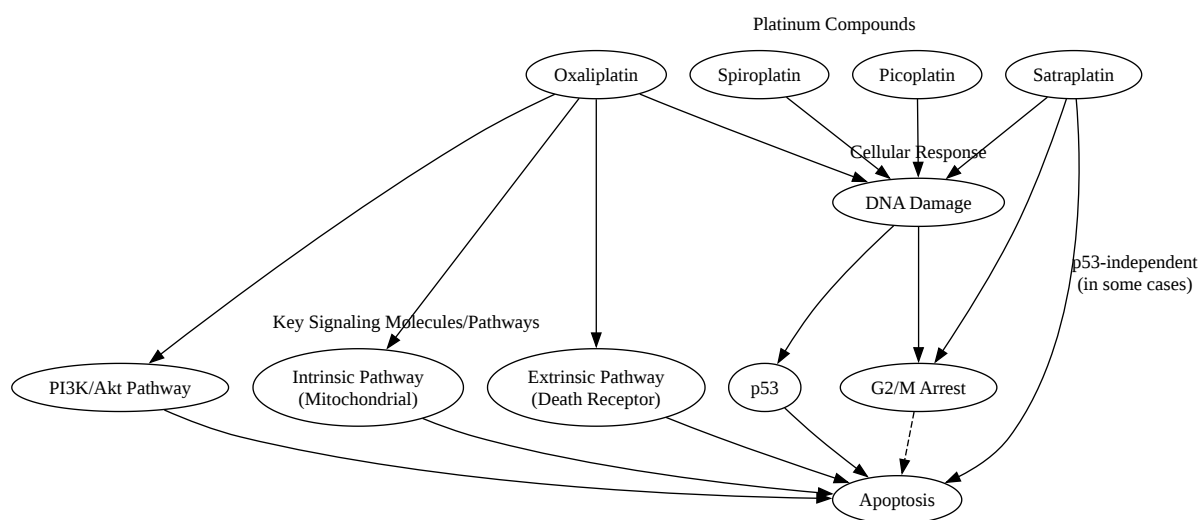 Platinum Compounds
Oxaliplatin
Spiroplatin
Picoplatin
Satraplatin
Cellular Response
DNA Damage
p53-independent
(in some cases)
Key Signaling Molecules/Pathways
PI3K/Akt Pathway
Intrinsic Pathway
(Mitochondrial)
Extrinsic Pathway
(Death Receptor)
p53
G2/M Arrest
Apoptosis